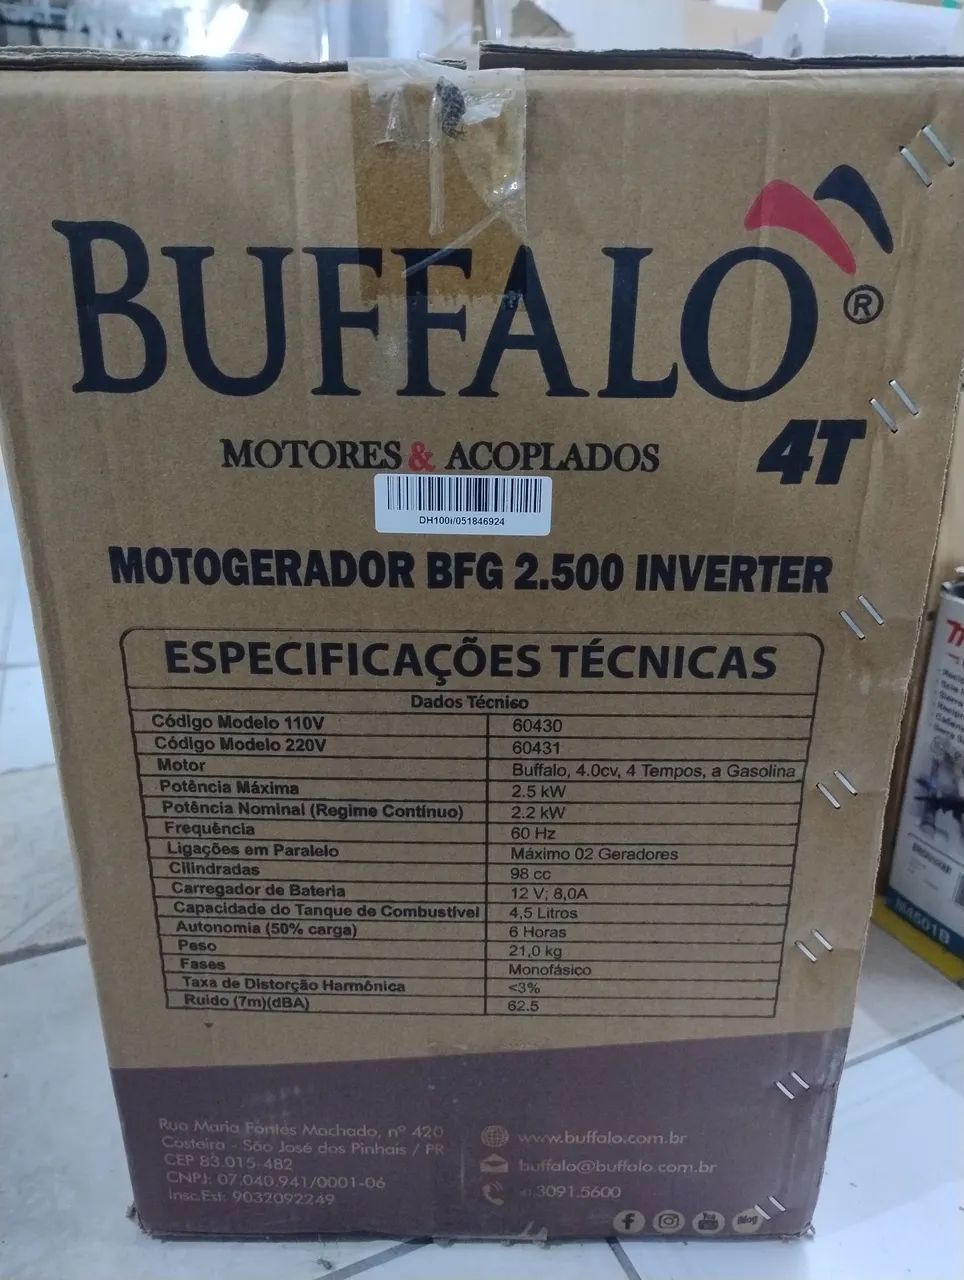 BUFFALO®
MOTORES & ACOPLADOS
4T
DH100i/051846924
MOTOGERADOR BFG 2.500 INVERTER
ESPECIFICAÇÕES TÉCNICAS
Dados Técnico
Código Modelo 110V 60430
Código Modelo 220V 60431
Motor Buffalo, 4.0cv, 4 Tempos, a Gasolina
Potência Máxima 2.5 kW
Potência Nominal (Regime Contínuo) 2.2 kW
Frequência 60 Hz
Ligações em Paralelo Máximo 02 Geradores
Cilindradas 98 cc
Carregador de Bateria 12 V; 8,0A
Capacidade do Tanque de Combustível 4,5 Litros
Autonomia (50% carga) 6 Horas
Peso 21,0 kg
Fases Monofásico
Taxa de Distorção Harmônica <3%
Ruido (7m)(dBA) 62.5
Rua Maria Fontes Machado, nº 420
Costeira - São José dos Pinhais / PR
CEP 83.015-482
CNPJ: 07.040.941/0001-06
Insc.Est: 9032092249
www.buffalo.com.br
buffalo@buffalo.com.br
41 3091.5600
You
Blog
M4501B